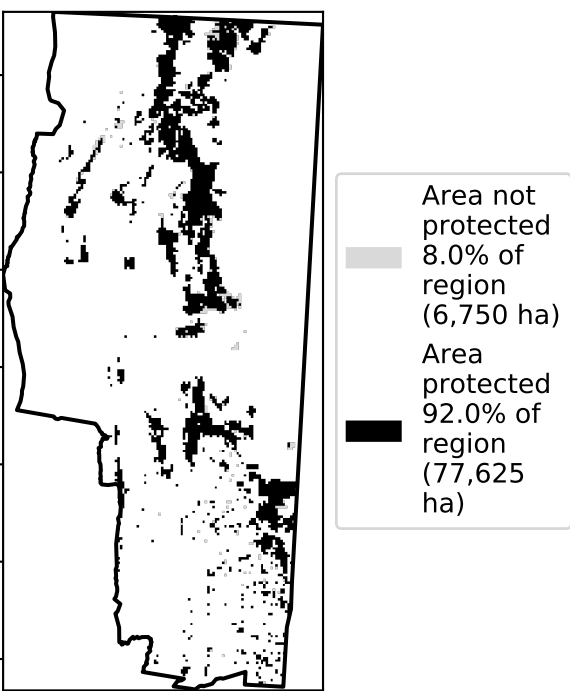 Area not
protected
8.0% of
region
(6,750 ha)
Area
protected
92.0% of
region
(77,625
ha)